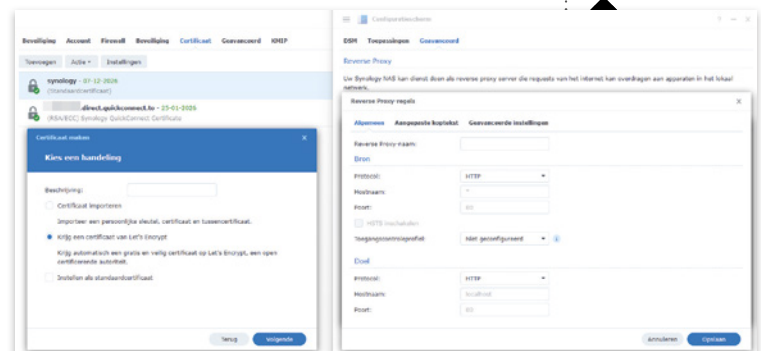 Beveiliging Account Firewall Beveiliging Certificaat Geavanceerd KMIP
Toevoegen Actie Instellingen
synology - 07-12-2026
(Standaardcertificaat)
.direct.quickconnect.to - 25-01-2026
(RSA/ECC) Synology QuickConnect Certificate
Certificaat maken
Kies een handeling
Beschrijving:
Certificaat importeren
Importeer een persoonlijke sleutel, certificaat en tussencertificaat.
Krijg een certificaat van Let's Encrypt
Krijg automatisch een gratis en veilig certificaat op Let's Encrypt, een open
certificerende autoriteit.
Instellen als standaardcertificaat
Terug Volgende
Configuratiescherm
DSM Toepassingen Geavanceerd
Reverse Proxy
Uw Synology NAS kan dienst doen als reverse proxy server die requests van het internet kan overdragen aan apparaten in het lokaal
netwerk.
Reverse Proxy-regels
Algemeen Aangepaste koptekst Geavanceerde instellingen
Reverse Proxy-naam:
Bron
Protocol: HTTP
Hostnaam: *
Poort: 80
HSTS inschakelen
Toegangscontroleprofiel: Niet geconfigureerd
Doel
Protocol: HTTP
Hostnaam: localhost
Poort: 80
Annuleren Opslaan